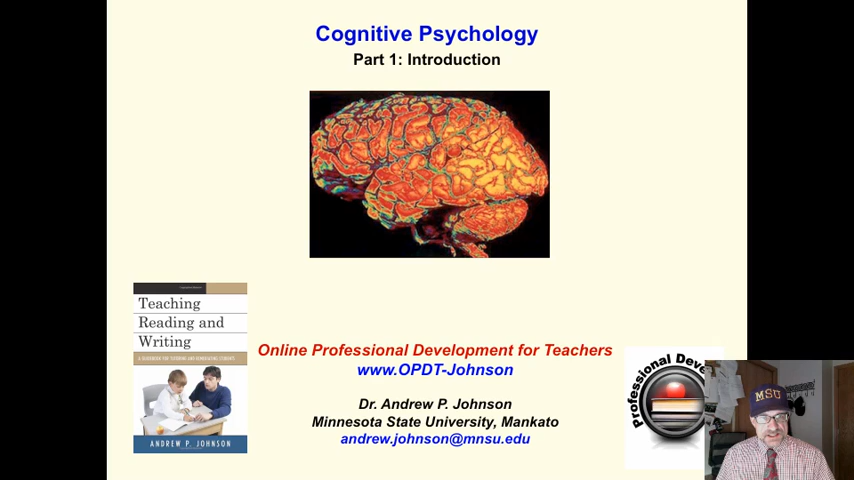 Cognitive Psychology
Part 1: Introduction
Teaching
Reading and
Writing
ANDREW P. JOHNSON
Online Professional Development for Teachers
www.OPDT-Johnson
Dr. Andrew P. Johnson
Minnesota State University, Mankato
andrew.johnson@mnsu.edu
Professional Deve
MSU